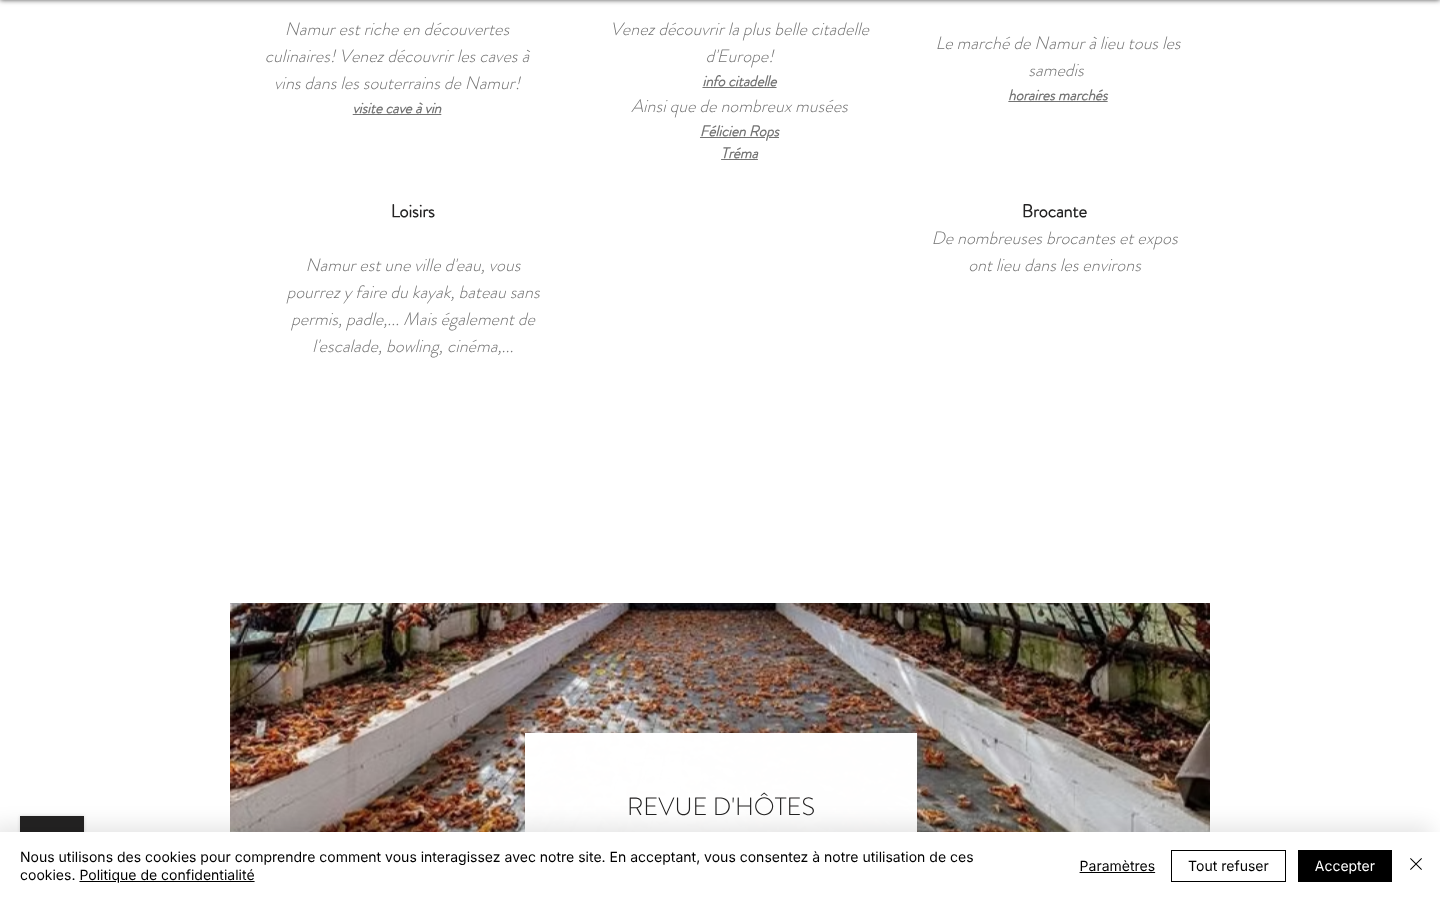 Namur est riche en découvertes
culinaires! Venez découvrir les caves à
vins dans les souterrains de Namur!
visite cave à vin
Venez découvrir la plus belle citadelle
d'Europe!
info citadelle
Ainsi que de nombreux musées
Félicien Rops
Tréma
Le marché de Namur à lieu tous les
samedis
horaires marchés
Loisirs
Namur est une ville d'eau, vous
pourrez y faire du kayak, bateau sans
permis, padle,... Mais également de
l'escalade, bowling, cinéma,...
Brocante
De nombreuses brocantes et expos
ont lieu dans les environs
REVUE D'HÔTES
Nous utilisons des cookies pour comprendre comment vous interagissez avec notre site. En acceptant, vous consentez à notre utilisation de ces
cookies. Politique de confidentialité
Paramètres
Tout refuser
Accepter